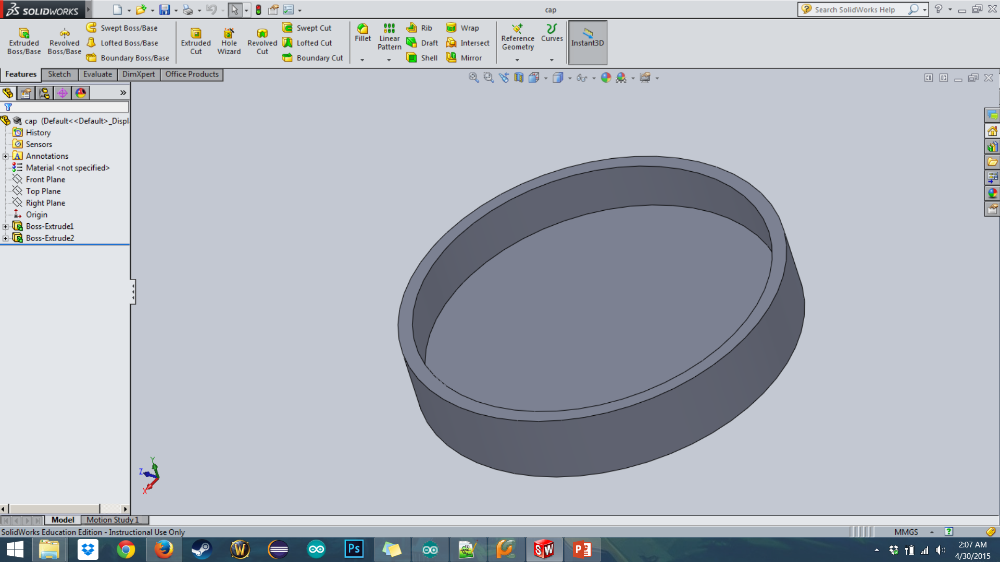 SOLIDWORKS
cap
Search SolidWorks Help
Extruded Boss/Base
Revolved Boss/Base
Swept Boss/Base
Lofted Boss/Base
Boundary Boss/Base
Extruded Cut
Hole Wizard
Revolved Cut
Swept Cut
Lofted Cut
Boundary Cut
Fillet
Linear Pattern
Rib
Draft
Shell
Wrap
Intersect
Mirror
Reference Geometry
Curves
Instant3D
Features
Sketch
Evaluate
DimXpert
Office Products
cap (Default<<Default>_Displ
History
Sensors
Annotations
Material <not specified>
Front Plane
Top Plane
Right Plane
Origin
Boss-Extrude1
Boss-Extrude2
Y
Z
X
Model
Motion Study 1
SolidWorks Education Edition - Instructional Use Only
MMGS
Ps
SW
P
2:07 AM
4/30/2015